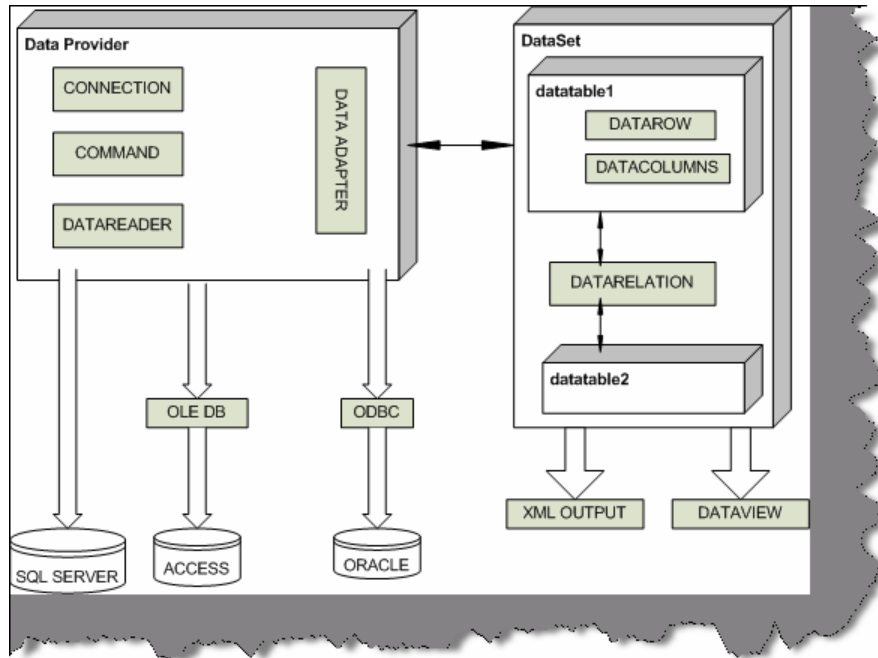 Data Provider
CONNECTION
COMMAND
DATAREADER
DATA ADAPTER
DataSet
datatable1
DATAROW
DATACOLUMNS
DATARELATION
datatable2
OLE DB
ODBC
XML OUTPUT
DATAVIEW
SQL SERVER
ACCESS
ORACLE